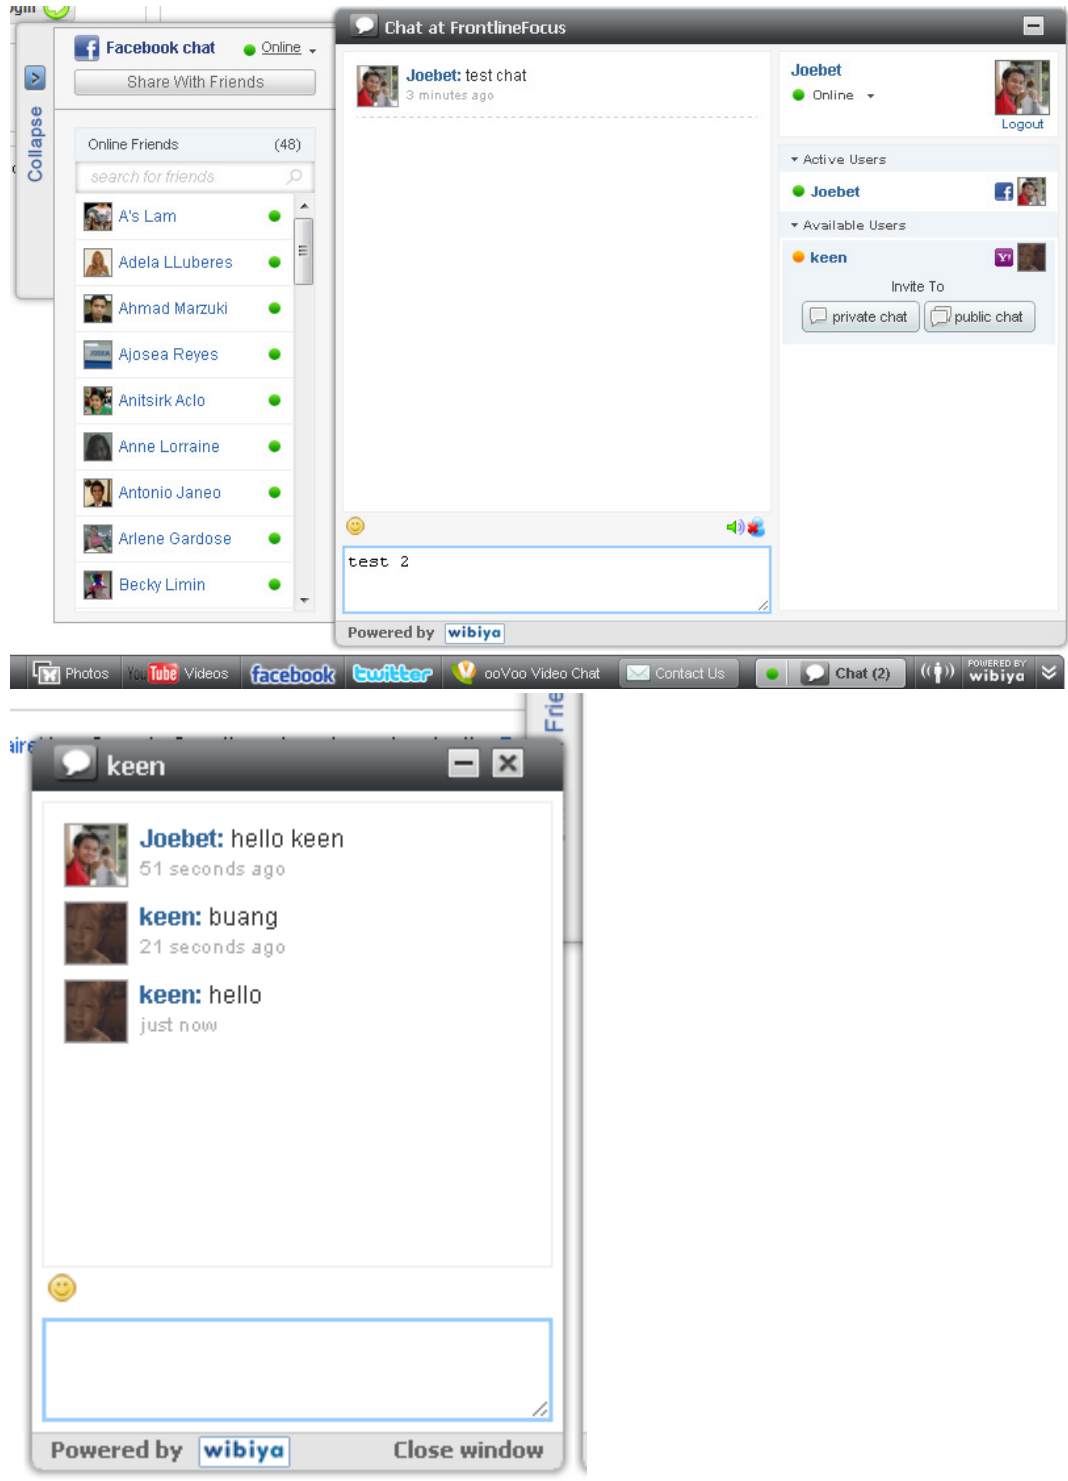 Collapse
Facebook chat
Online
Share With Friends
Online Friends (48)
search for friends
A's Lam
Adela LLuberes
Ahmad Marzuki
Ajosea Reyes
Anitsirk Aclo
Anne Lorraine
Antonio Janeo
Arlene Gardose
Becky Limin
Chat at FrontlineFocus
Joebet: test chat
3 minutes ago
test 2
Powered by wibiya
Joebet
Online
Logout
Active Users
Joebet
Available Users
keen
Invite To
private chat public chat
Photos YouTube Videos facebook twitter ooVoo Video Chat Contact Us Chat (2) POWERED BY wibiya
keen
Joebet: hello keen
51 seconds ago
keen: buang
21 seconds ago
keen: hello
just now
Powered by wibiya Close window